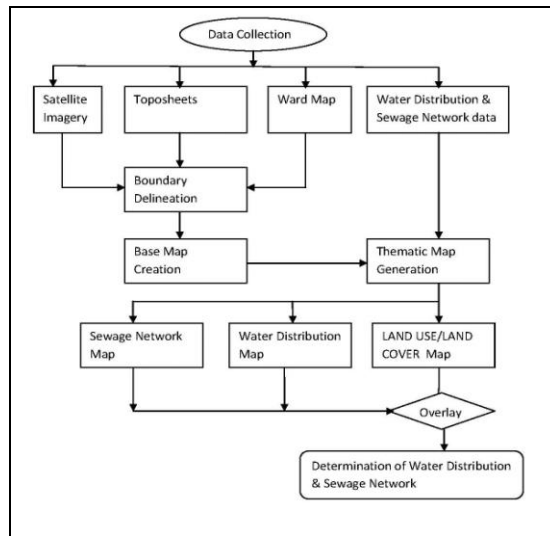 Data Collection
Satellite
Imagery
Toposheets
Ward Map
Water Distribution &
Sewage Network data
Boundary
Delineation
Base Map
Creation
Thematic Map
Generation
Sewage Network
Map
Water Distribution
Map
LAND USE/LAND
COVER Map
Overlay
Determination of Water Distribution
& Sewage Network